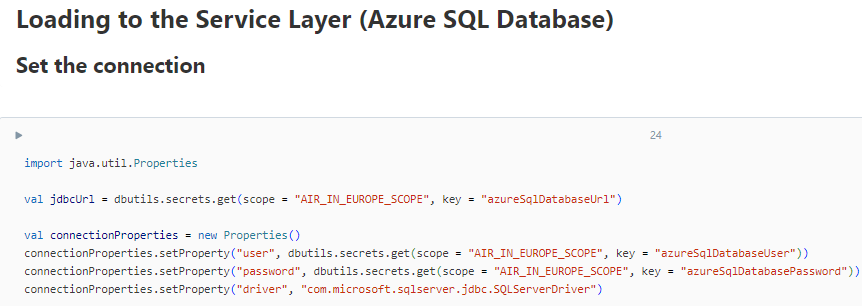 Loading to the Service Layer (Azure SQL Database)
Set the connection
24
import java.util.Properties
val jdbcUrl = dbutils.secrets.get(scope = "AIR_IN_EUROPE_SCOPE", key = "azureSqlDatabaseUrl")
val connectionProperties = new Properties()
connectionProperties.setProperty("user", dbutils.secrets.get(scope = "AIR_IN_EUROPE_SCOPE", key = "azureSqlDatabaseUser"))
connectionProperties.setProperty("password", dbutils.secrets.get(scope = "AIR_IN_EUROPE_SCOPE", key = "azureSqlDatabasePassword"))
connectionProperties.setProperty("driver", "com.microsoft.sqlserver.jdbc.SQLServerDriver")